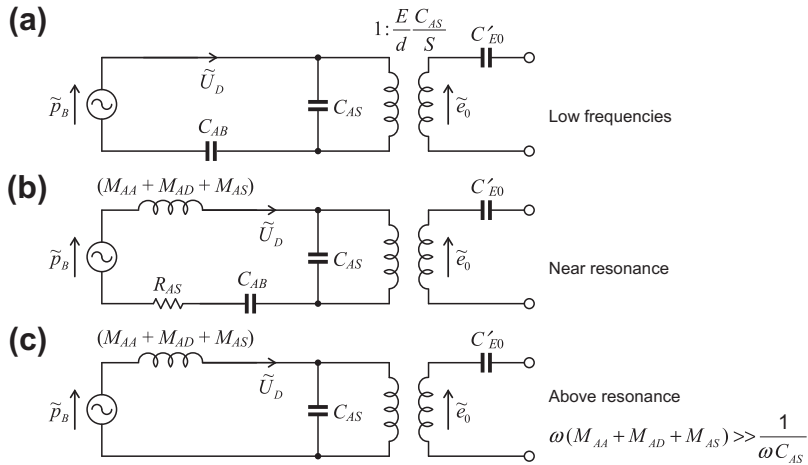 (a)
1: E/d C_AS/S
C′_E0
Ũ_D
p̃_B
C_AS
ẽ_0
C_AB
Low frequencies
(b)
(M_AA + M_AD + M_AS)
C′_E0
Ũ_D
p̃_B
C_AS
ẽ_0
R_AS
C_AB
Near resonance
(c)
(M_AA + M_AD + M_AS)
C′_E0
Ũ_D
p̃_B
C_AS
ẽ_0
Above resonance
ω(M_AA + M_AD + M_AS) >> 1/ωC_AS